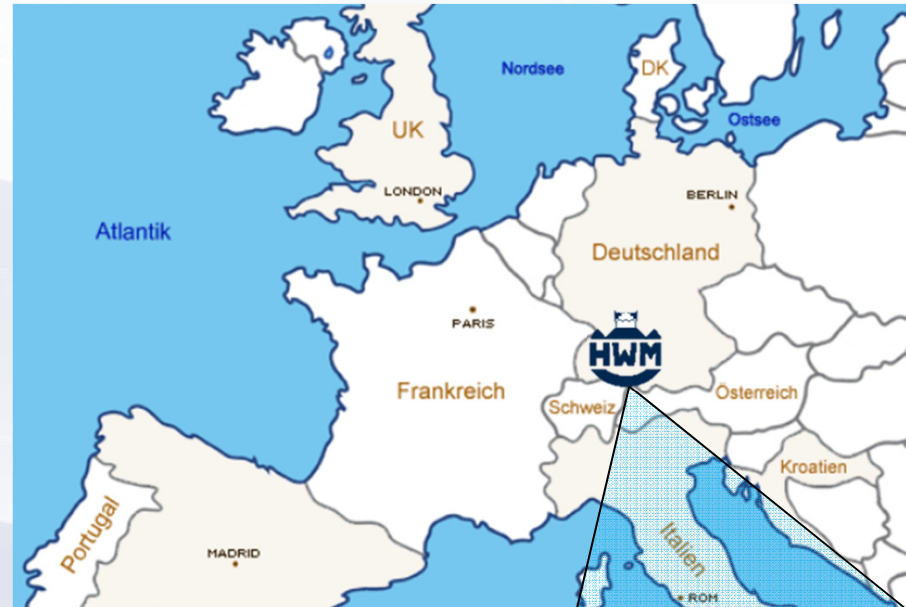 Nordsee
DK
Ostsee
UK
LONDON
BERLIN
Atlantik
Deutschland
PARIS
HWM
Frankreich
Schweiz
Österreich
Kroatien
Portugal
MADRID
Italien
ROM